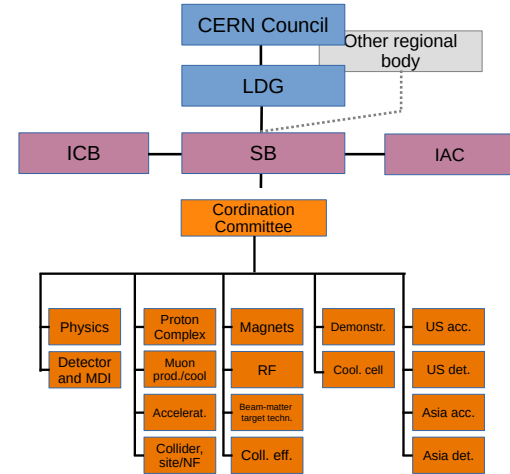 CERN Council
Other regional
body
LDG
ICB
SB
IAC
Cordination
Committee
Physics
Detector
and MDI
Proton
Complex
Muon
prod./cool
Accelerat.
Collider,
site/NF
Magnets
RF
Beam-matter
target techn.
Coll. eff.
Demonstr.
Cool. cell
US acc.
US det.
Asia acc.
Asia det.